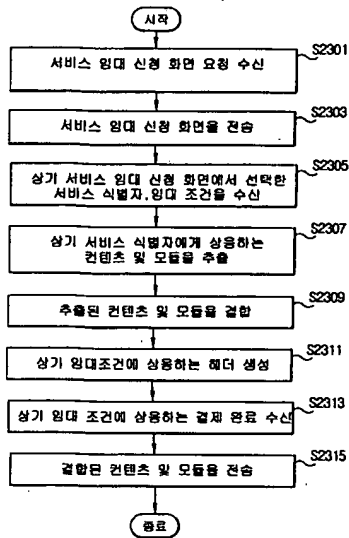 시작
S2301
서비스 임대 신청 화면 요청 수신
S2303
서비스 임대 신청 화면을 전송
S2305
상기 서비스 임대 신청 화면에서 선택한
서비스 식별자,임대 조건을 수신
S2307
상기 서비스 식별자에게 상응하는
컨텐츠 및 모듈을 추출
S2309
추출된 컨텐츠 및 모듈을 결합
S2311
상기 임대조건에 상응하는 헤더 생성
S2313
상기 임대 조건에 상응하는 결제 완료 수신
S2315
결합된 컨텐츠 및 모듈을 전송
종료